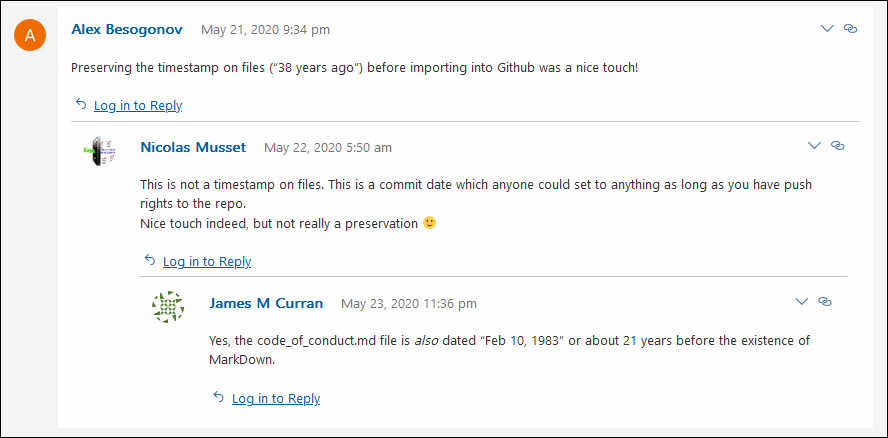 A
Alex Besogonov May 21, 2020 9:34 pm
Preserving the timestamp on files (“38 years ago”) before importing into Github was a nice touch!
Log in to Reply
Nicolas Musset May 22, 2020 5:50 am
This is not a timestamp on files. This is a commit date which anyone could set to anything as long as you have push
rights to the repo.
Nice touch indeed, but not really a preservation 🙂
Log in to Reply
James M Curran May 23, 2020 11:36 pm
Yes, the code_of_conduct.md file is also dated “Feb 10, 1983” or about 21 years before the existence of
MarkDown.
Log in to Reply